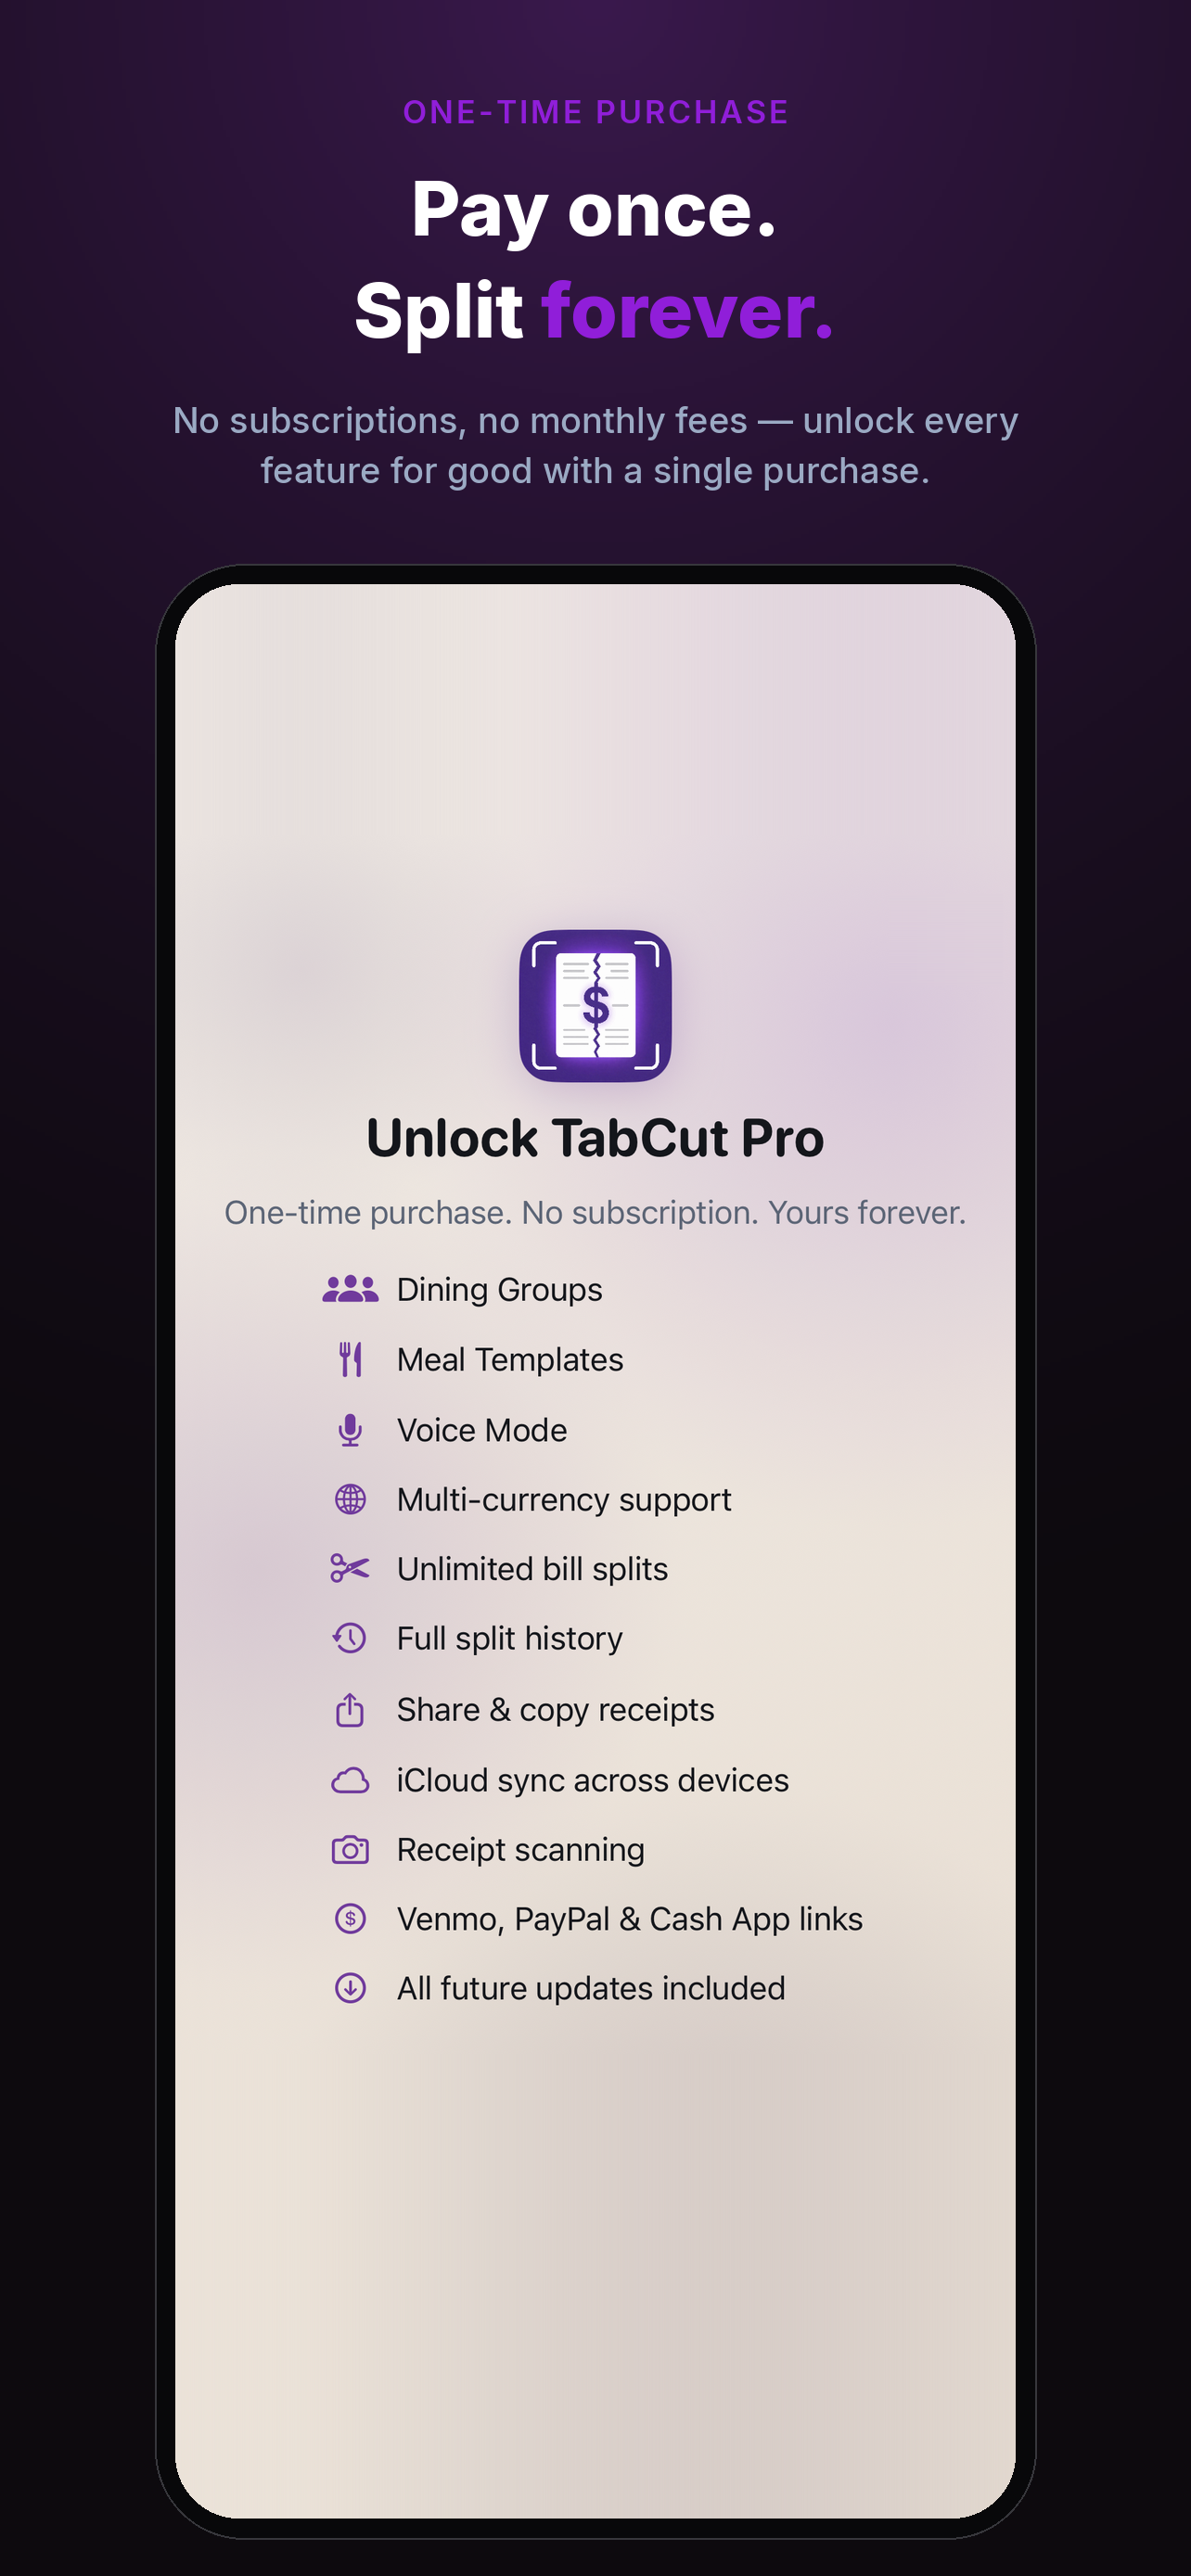 ONE-TIME PURCHASE
Pay once.
Split forever.
No subscriptions, no monthly fees — unlock every
feature for good with a single purchase.
$
Unlock TabCut Pro
One-time purchase. No subscription. Yours forever.
Dining Groups
Meal Templates
Voice Mode
Multi-currency support
Unlimited bill splits
Full split history
Share & copy receipts
iCloud sync across devices
Receipt scanning
$ Venmo, PayPal & Cash App links
All future updates included